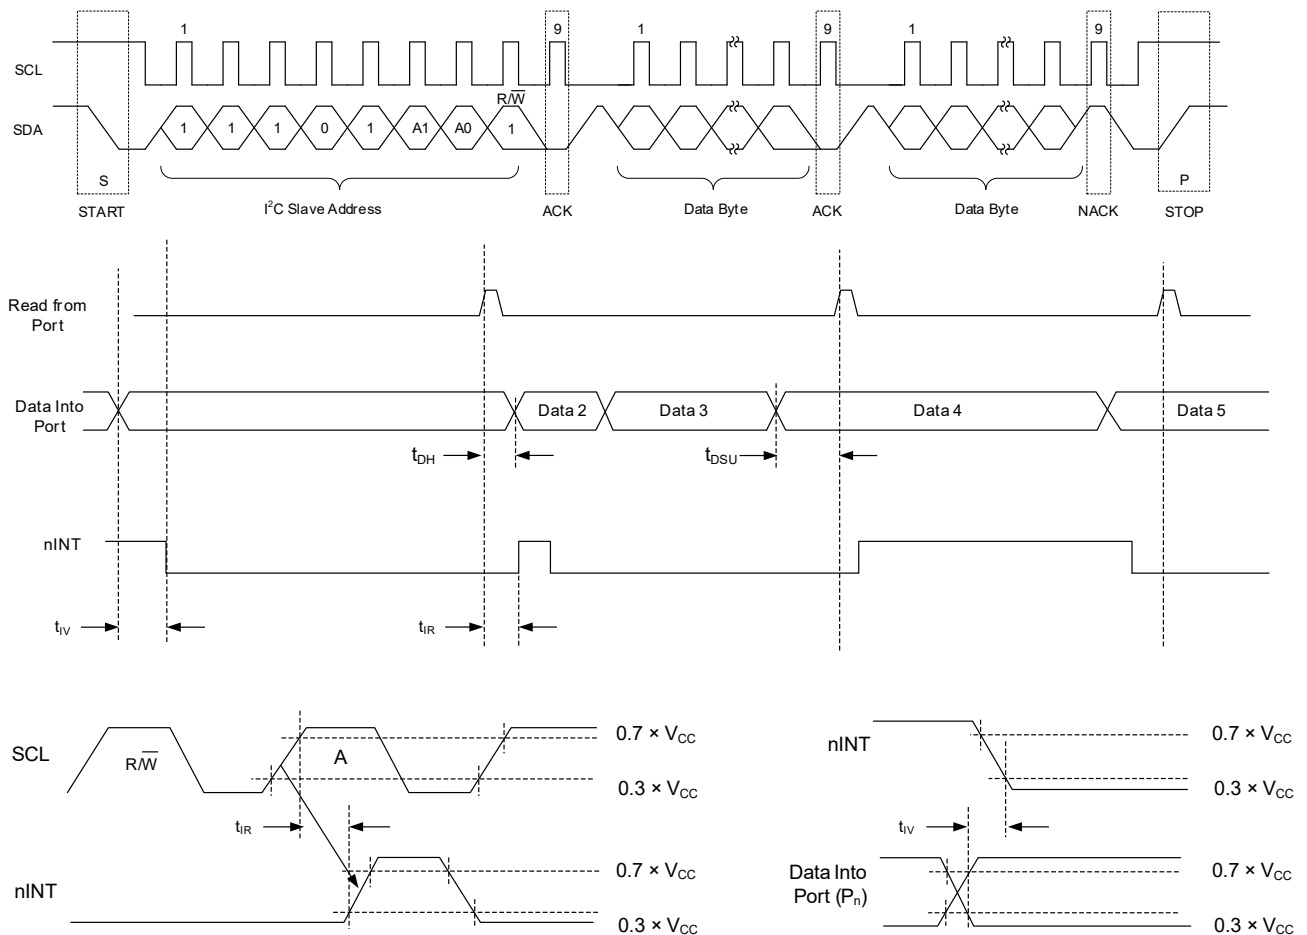 1 9 1 9 1 9
SCL
R/W̅
SDA 1 1 1 0 1 A1 A0 1
S P
START I²C Slave Address ACK Data Byte ACK Data Byte NACK STOP
Read from
Port
Data Into
Port
Data 2 Data 3 Data 4 Data 5
tDH tDSU
nINT
tIV tIR
SCL R/W̅ A 0.7 × VCC
0.3 × VCC
tIR
nINT 0.7 × VCC
0.3 × VCC
nINT 0.7 × VCC
0.3 × VCC
tIV
Data Into
Port (Pn)
0.7 × VCC
0.3 × VCC